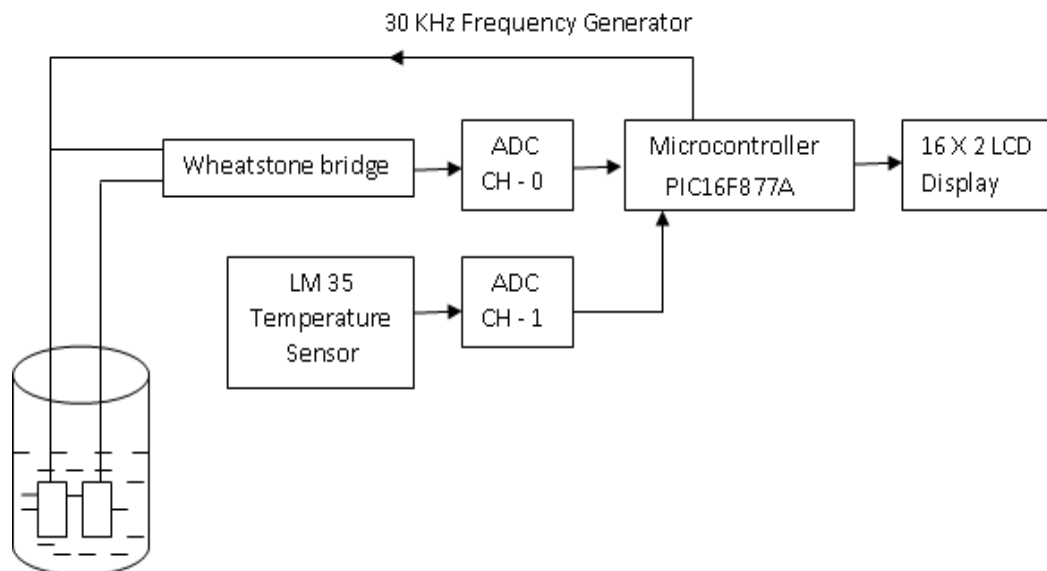 30 KHz Frequency Generator
Wheatstone bridge
ADC
CH - 0
Microcontroller
PIC16F877A
16 X 2 LCD
Display
LM 35
Temperature
Sensor
ADC
CH - 1